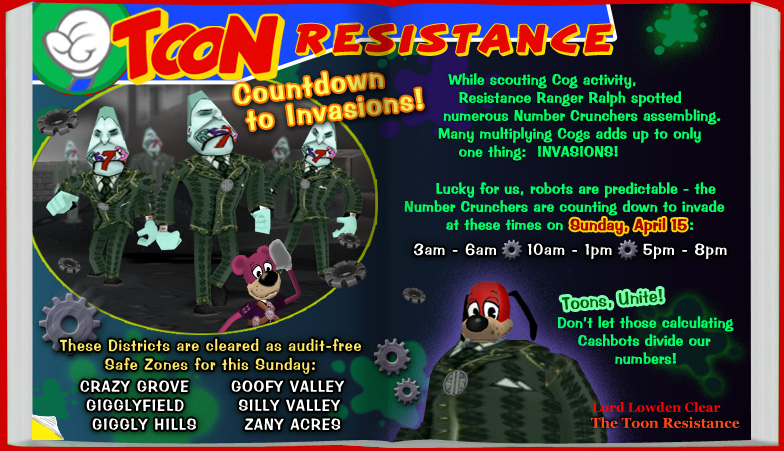 TOON RESISTANCE
Countdown
to Invasions!
These Districts are cleared as audit-free
Safe Zones for this Sunday:
CRAZY GROVE GOOFY VALLEY
GIGGLYFIELD SILLY VALLEY
GIGGLY HILLS ZANY ACRES
While scouting Cog activity,
Resistance Ranger Ralph spotted
numerous Number Crunchers assembling.
Many multiplying Cogs adds up to only
one thing: INVASIONS!
Lucky for us, robots are predictable - the
Number Crunchers are counting down to invade
at these times on Sunday, April 15:
3am - 6am 10am - 1pm 5pm - 8pm
Toons, Unite!
Don't let those calculating
Cashbots divide our
numbers!
Lord Lowden Clear
The Toon Resistance